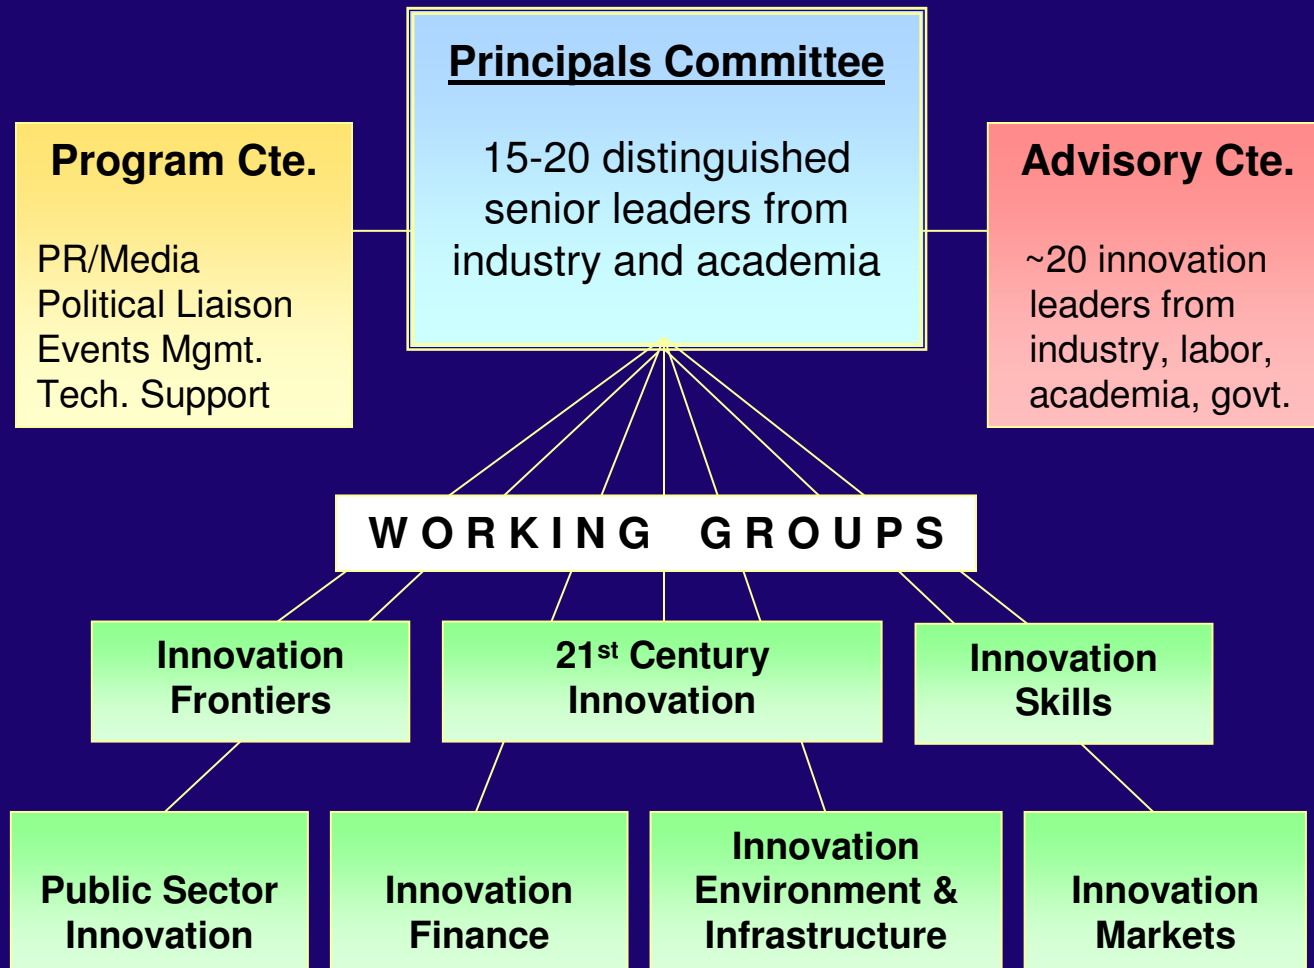 Principals Committee
15-20 distinguished
senior leaders from
industry and academia
Program Cte.
PR/Media
Political Liaison
Events Mgmt.
Tech. Support
Advisory Cte.
~20 innovation
leaders from
industry, labor,
academia, govt.
W O R K I N G   G R O U P S
Innovation
Frontiers
21st Century
Innovation
Innovation
Skills
Public Sector
Innovation
Innovation
Finance
Innovation
Environment &
Infrastructure
Innovation
Markets